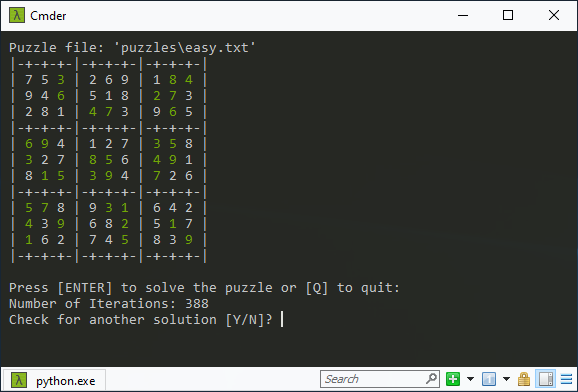 Cmder
Puzzle file: 'puzzles\easy.txt'
|-+-+-+-|-+-+-+-|-+-+-+-|
| 7 5 3 | 2 6 9 | 1 8 4 |
| 9 4 6 | 5 1 8 | 2 7 3 |
| 2 8 1 | 4 7 3 | 9 6 5 |
|-+-+-+-|-+-+-+-|-+-+-+-|
| 6 9 4 | 1 2 7 | 3 5 8 |
| 3 2 7 | 8 5 6 | 4 9 1 |
| 8 1 5 | 3 9 4 | 7 2 6 |
|-+-+-+-|-+-+-+-|-+-+-+-|
| 5 7 8 | 9 3 1 | 6 4 2 |
| 4 3 9 | 6 8 2 | 5 1 7 |
| 1 6 2 | 7 4 5 | 8 3 9 |
|-+-+-+-|-+-+-+-|-+-+-+-|
Press [ENTER] to solve the puzzle or [Q] to quit:
Number of Iterations: 388
Check for another solution [Y/N]?
python.exe
Search